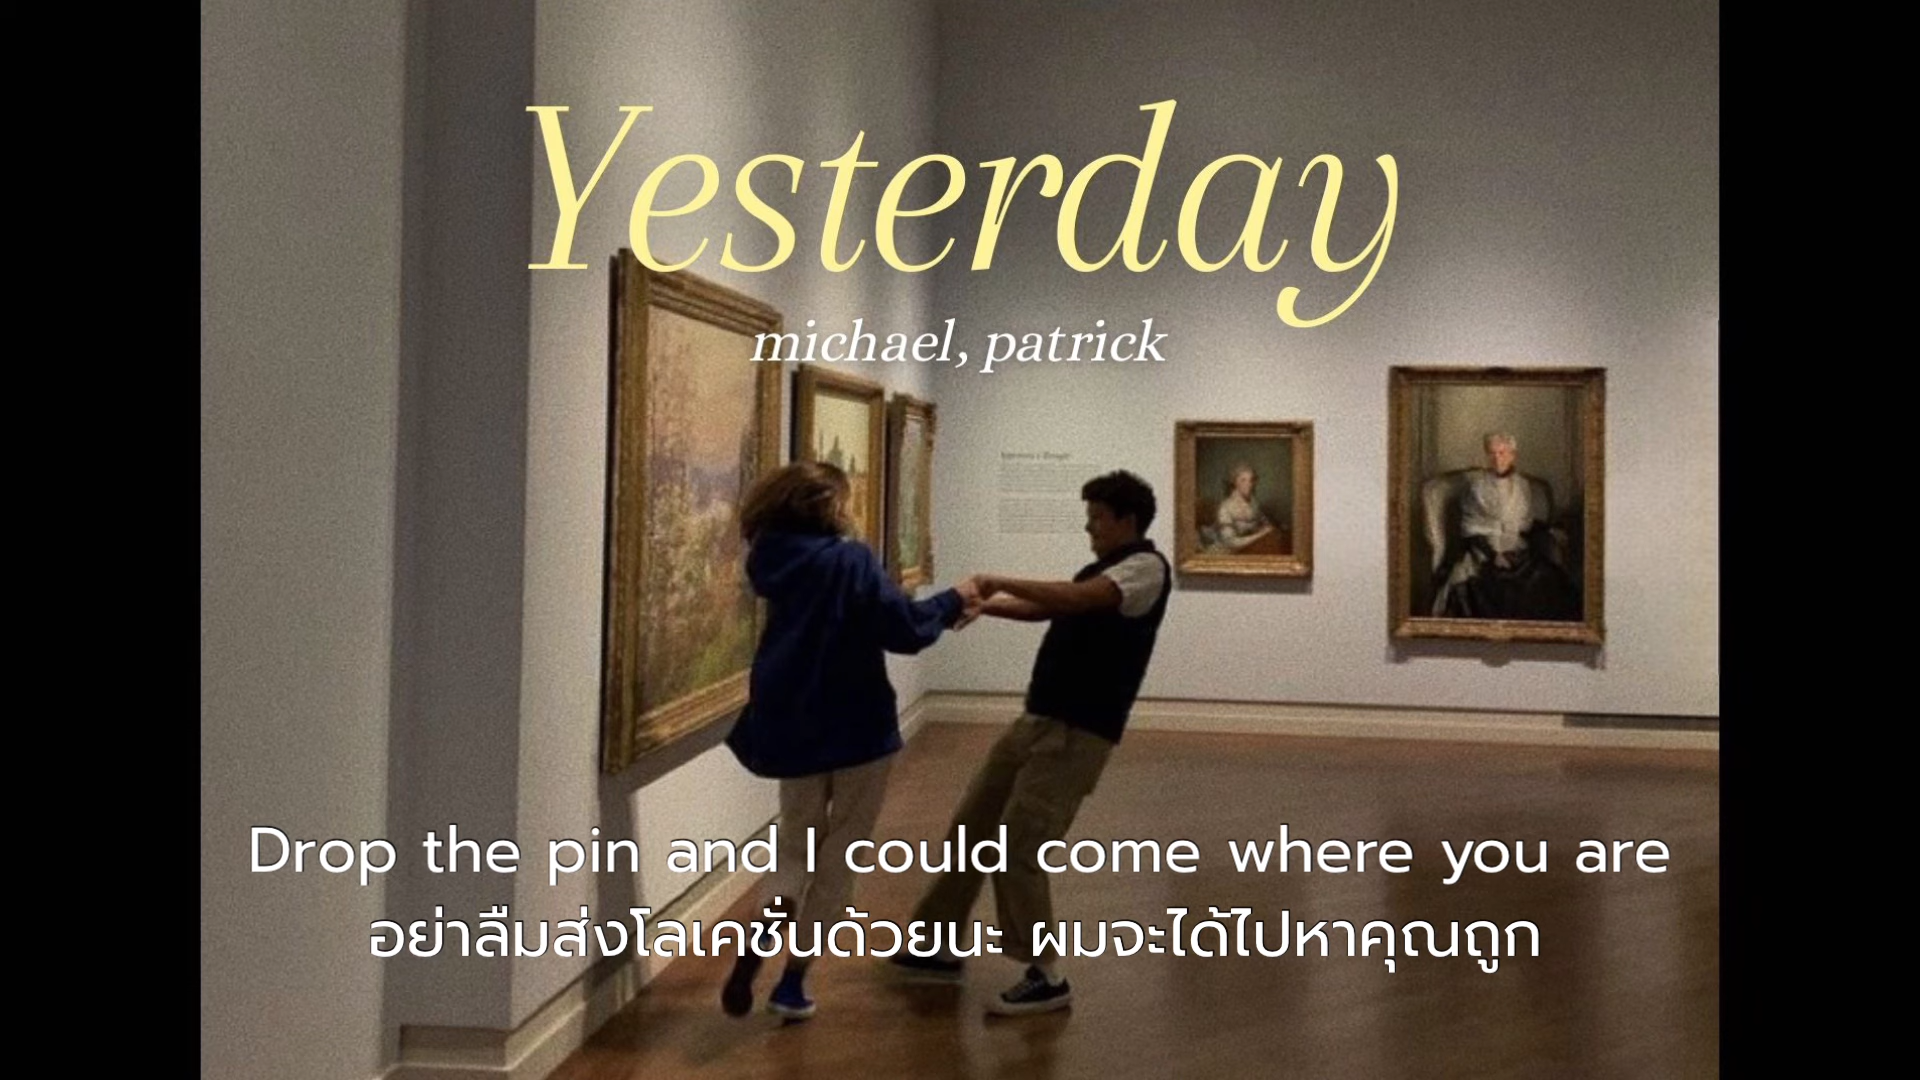 Yesterday
michael, patrick
Drop the pin and I could come where you are
อย่าลืมส่งโลเคชั่นด้วยนะ ผมจะได้ไปหาคุณถูก